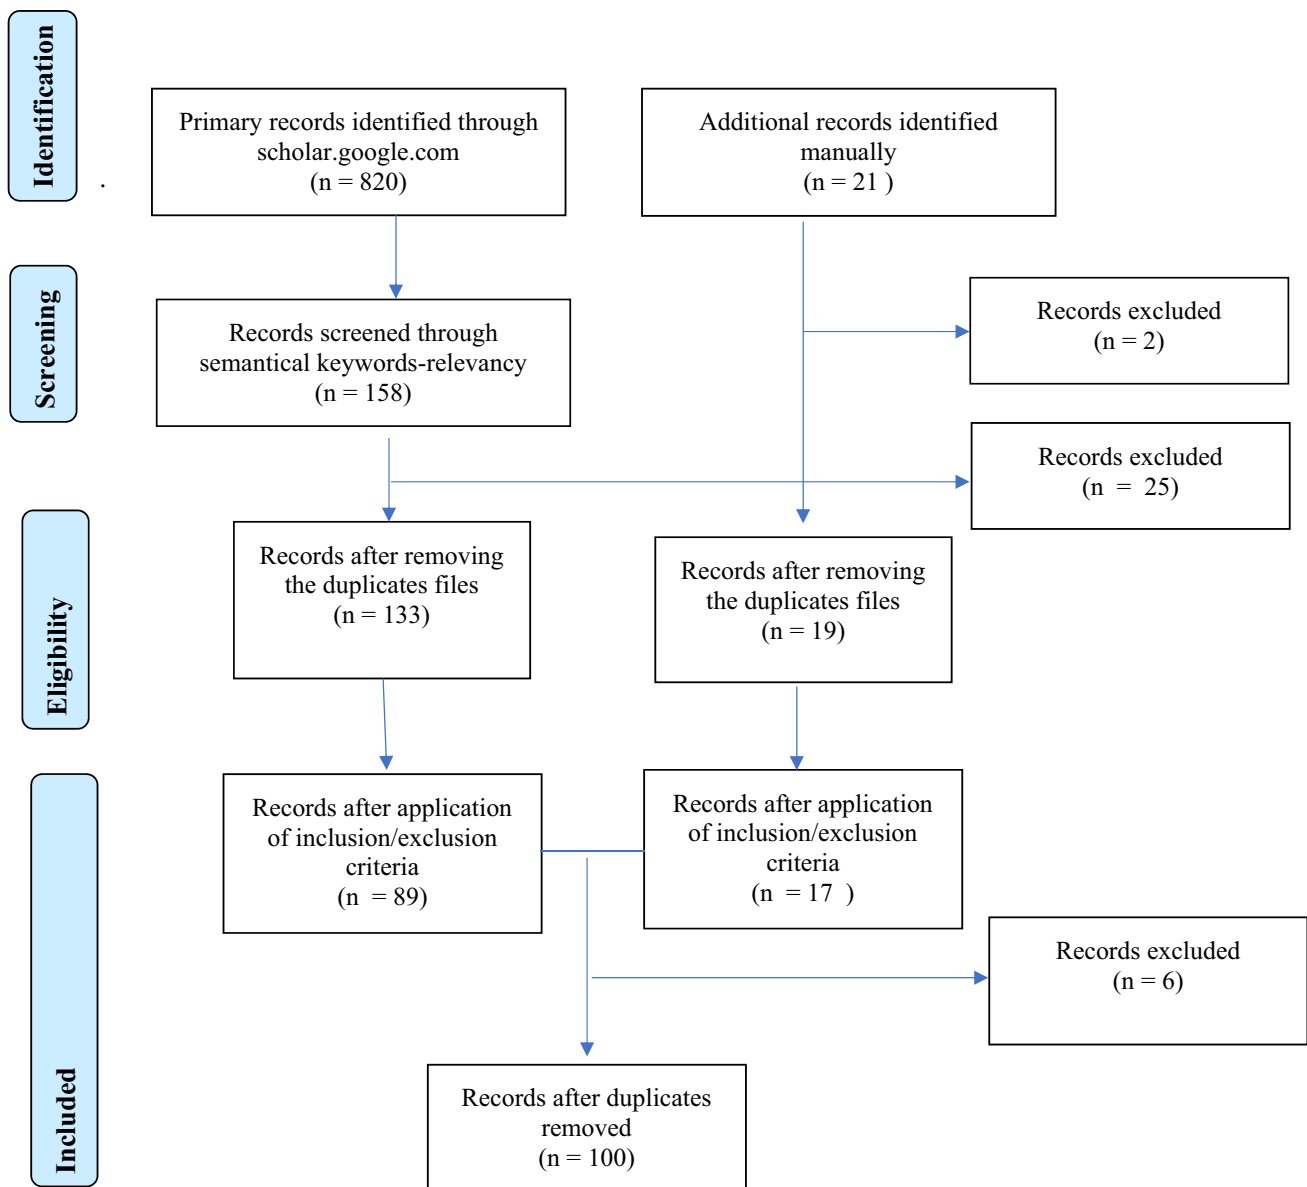 Identification
Primary records identified through
scholar.google.com
(n = 820)
Additional records identified
manually
(n = 21 )
.
Screening
Records screened through
semantical keywords-relevancy
(n = 158)
Records excluded
(n = 2)
Records excluded
(n = 25)
Eligibility
Records after removing
the duplicates files
(n = 133)
Records after removing
the duplicates files
(n = 19)
Included
Records after application
of inclusion/exclusion
criteria
(n = 89)
Records after application
of inclusion/exclusion
criteria
(n = 17 )
Records excluded
(n = 6)
Records after duplicates
removed
(n = 100)